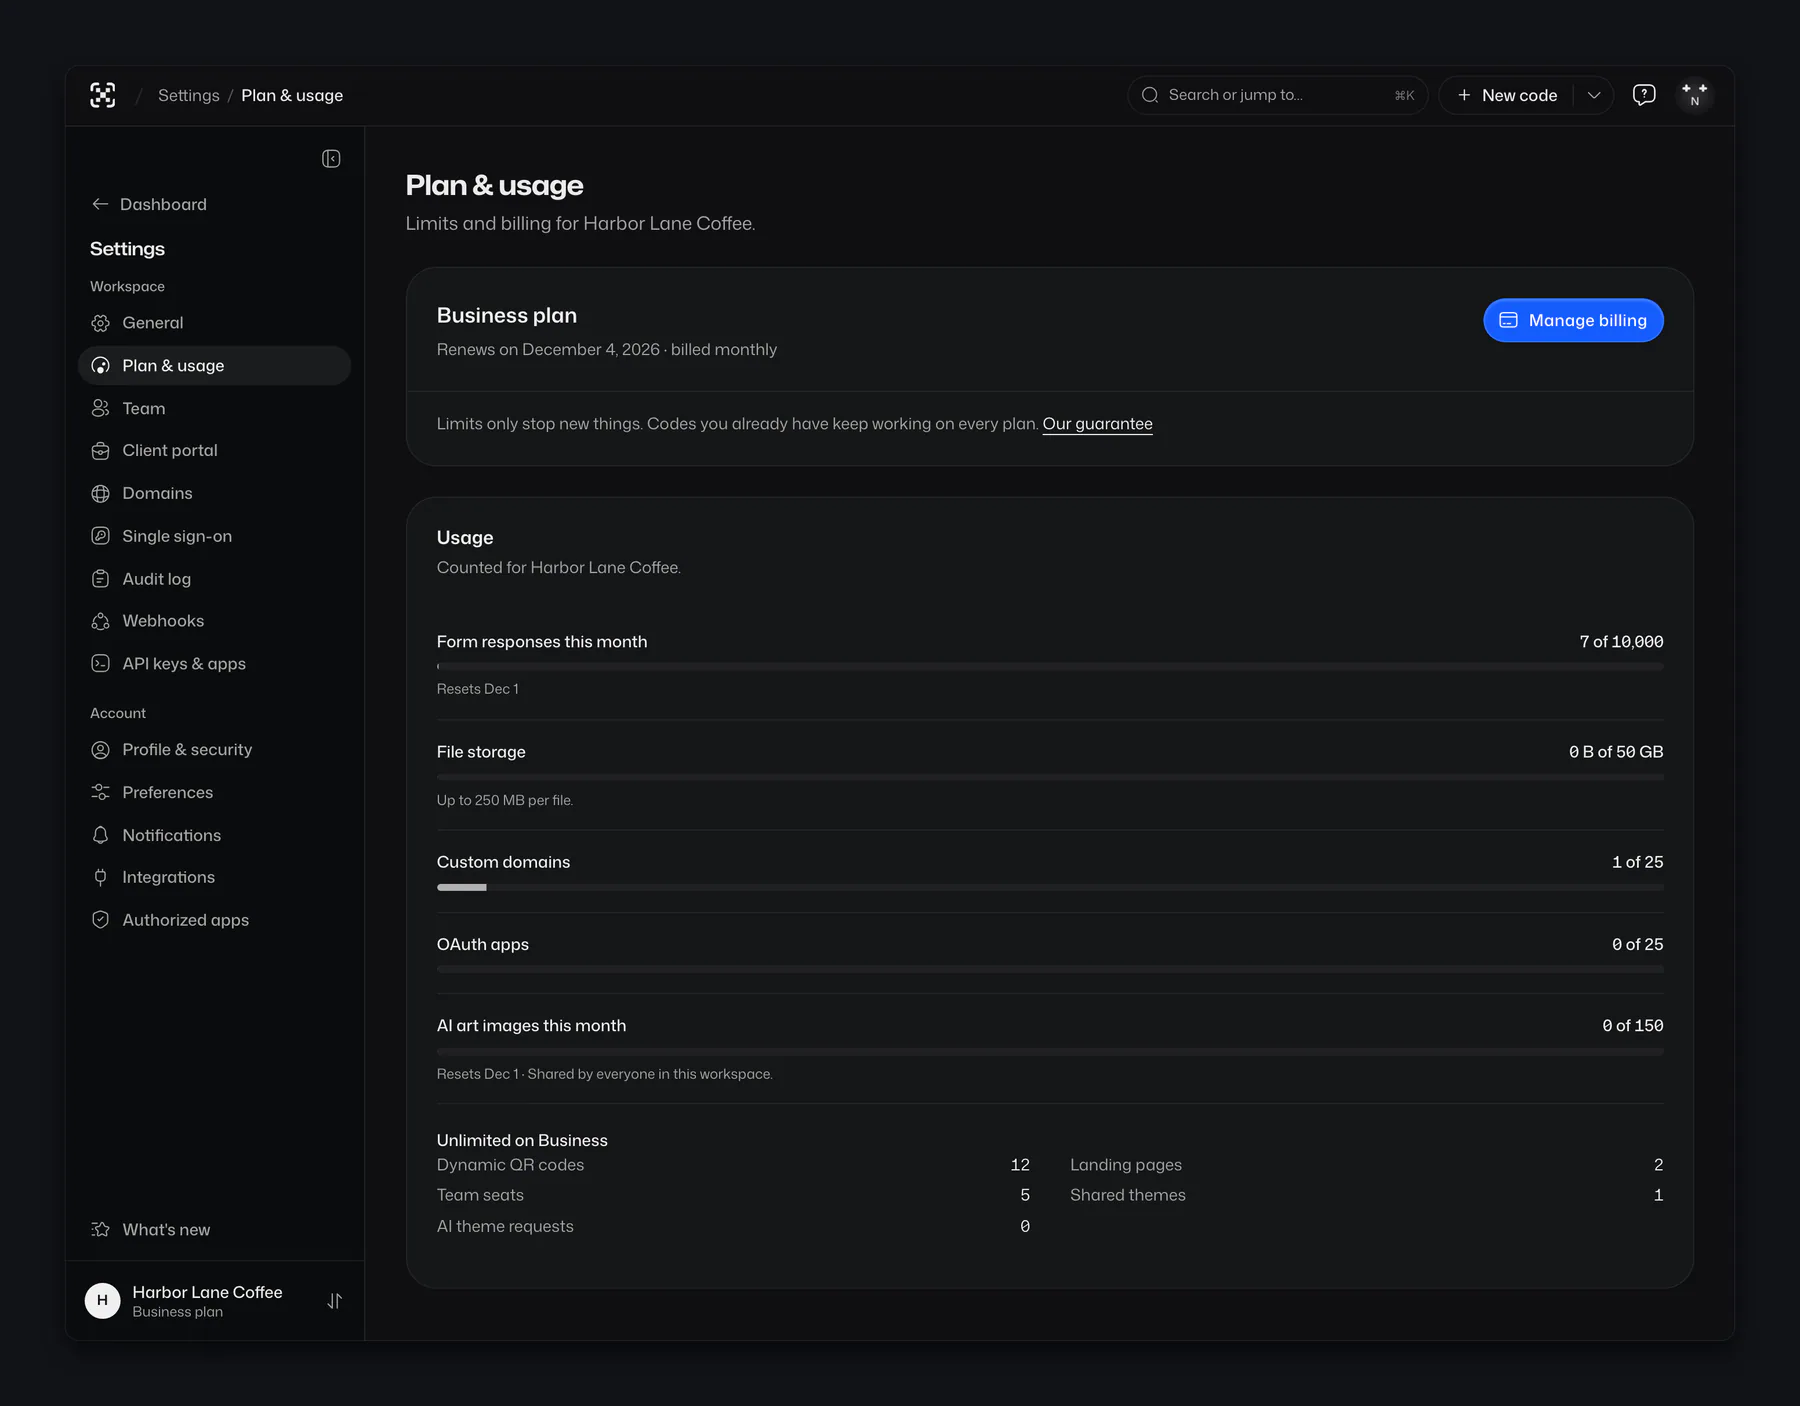 / Settings / Plan & usage
Search or jump to...
⌘K
+ New code
?
N
Dashboard
Settings
Workspace
General
Plan & usage
Team
Client portal
Domains
Single sign-on
Audit log
Webhooks
API keys & apps
Account
Profile & security
Preferences
Notifications
Integrations
Authorized apps
What's new
H
Harbor Lane Coffee
Business plan
Plan & usage
Limits and billing for Harbor Lane Coffee.
Business plan
Renews on December 4, 2026 · billed monthly
Manage billing
Limits only stop new things. Codes you already have keep working on every plan. Our guarantee
Usage
Counted for Harbor Lane Coffee.
Form responses this month 7 of 10,000
Resets Dec 1
File storage 0 B of 50 GB
Up to 250 MB per file.
Custom domains 1 of 25
OAuth apps 0 of 25
AI art images this month 0 of 150
Resets Dec 1 · Shared by everyone in this workspace.
Unlimited on Business
Dynamic QR codes 12 Landing pages 2
Team seats 5 Shared themes 1
AI theme requests 0